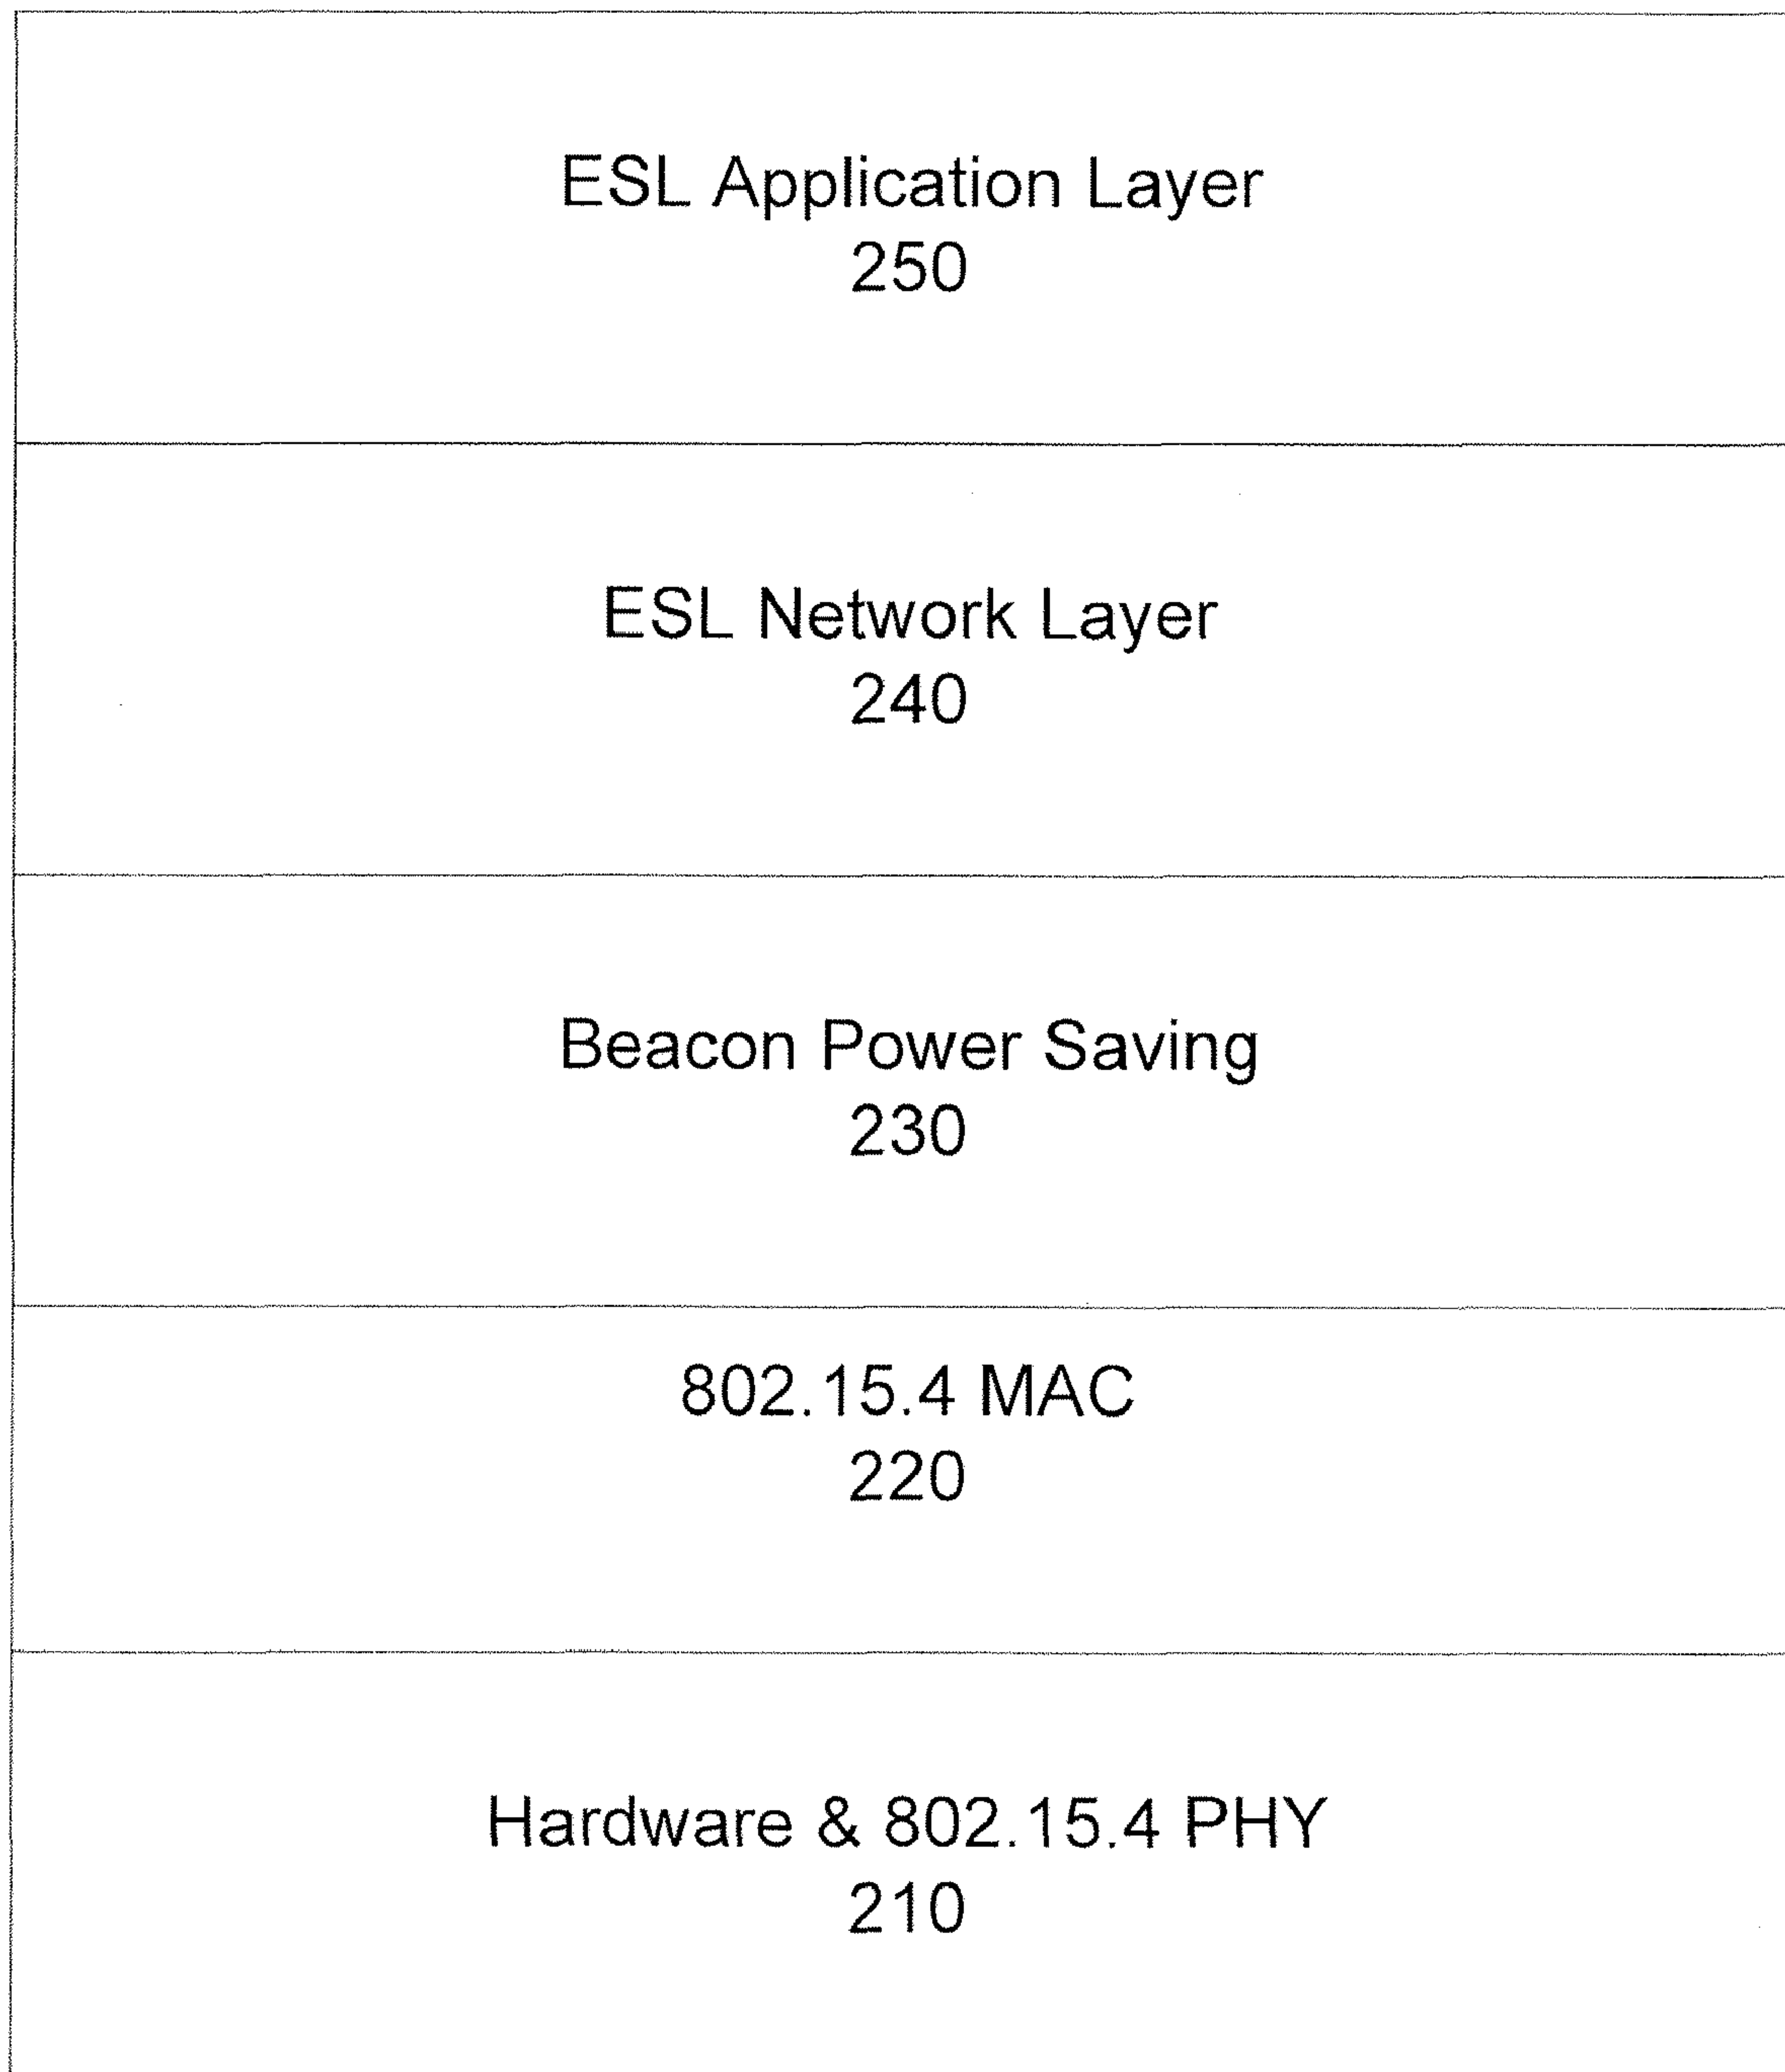 ESL Application Layer
250
ESL Network Layer
240
Beacon Power Saving
230
802.15.4 MAC
220
Hardware & 802.15.4 PHY
210